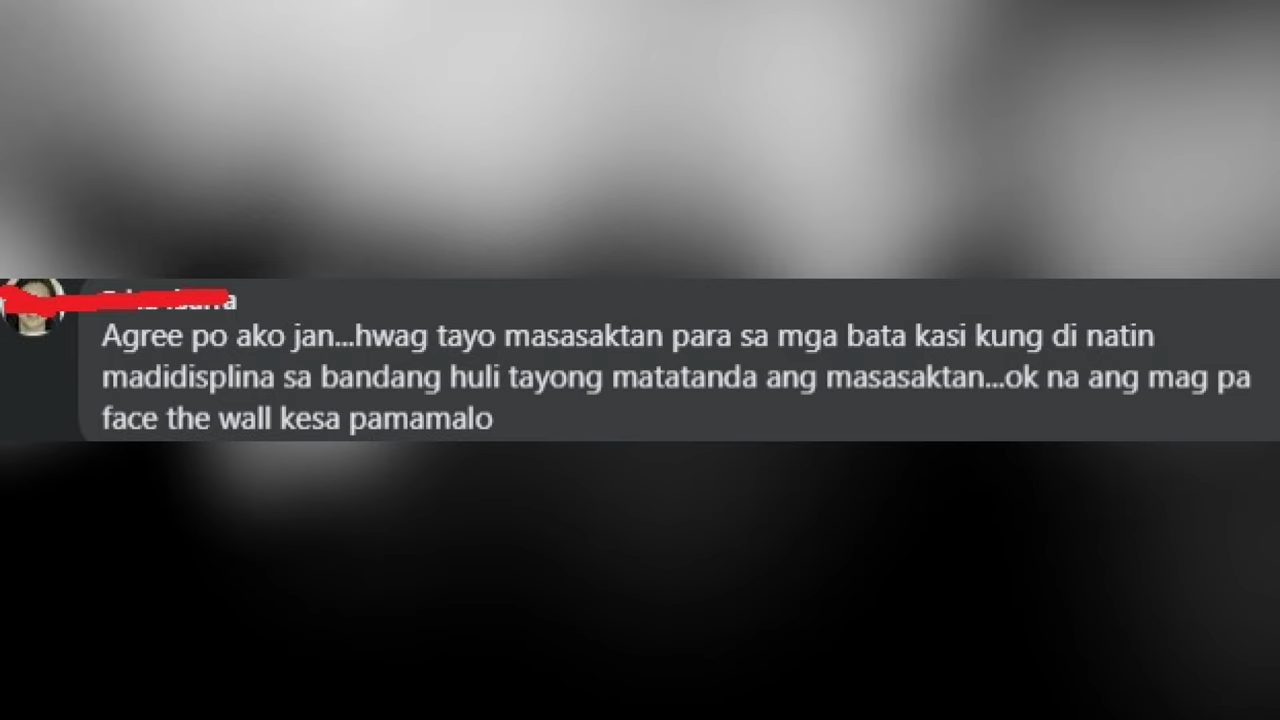 Agree po ako jan...hwag tayo masasaktan para sa mga bata kasi kung di natin
madidisplina sa bandang huli tayong matatanda ang masasaktan...ok na ang mag pa
face the wall kesa pamamalo